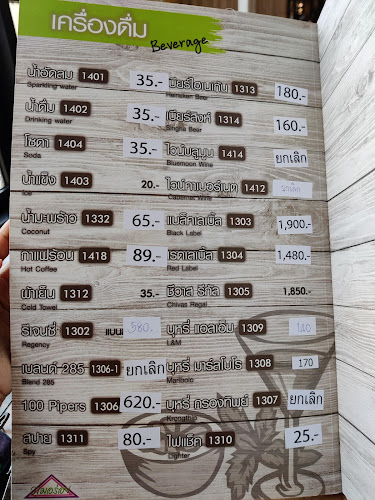 เครื่องดื่ม
Beverage
น้ำอัดลม 1401 35.-
Sparkling water
น้ำดื่ม 1402 35.-
Drinking water
โซดา 1404 35.-
Soda
น้ำแข็ง 1403 20.-
Ice
น้ำมะพร้าว 1332 65.-
Coconut
กาแฟร้อน 1418 89.-
Hot Coffee
ผ้าเย็น 1312 35.-
Cold Towel
รีเจนซี่ 1302 แบน 580.-
Regency
เบลนด์ 285 1306-1 ยกเลิก
Blend 285
100 Pipers 1306 620.-
สปาย 1311 80.-
Spy
เบียร์ไฮเนเก้น 1313 180.-
Heineken Beer
เบียร์สิงห์ 1314 160.-
Singha Beer
ไวน์บลูมูน 1414 ยกเลิก
Bluemoon Wine
ไวน์คาเบอร์เนต 1412 ยกเลิก
Cabernet Wine
แบล็คเลเบิ้ล 1303 1,900.-
Black Label
เรดเลเบิ้ล 1304 1,480.-
Red Label
ชีวาส รีกัล 1305 1,850.-
Chivas Regal
บุหรี่ แอลเอ็ม 1309
L&M
บุหรี่ มาร์ลโบโร 1308 170
Marlbolo
บุหรี่ กรองทิพย์ 1307 ยกเลิก
Krongthip
ไฟแช็ค 1310 25.-
Lighter